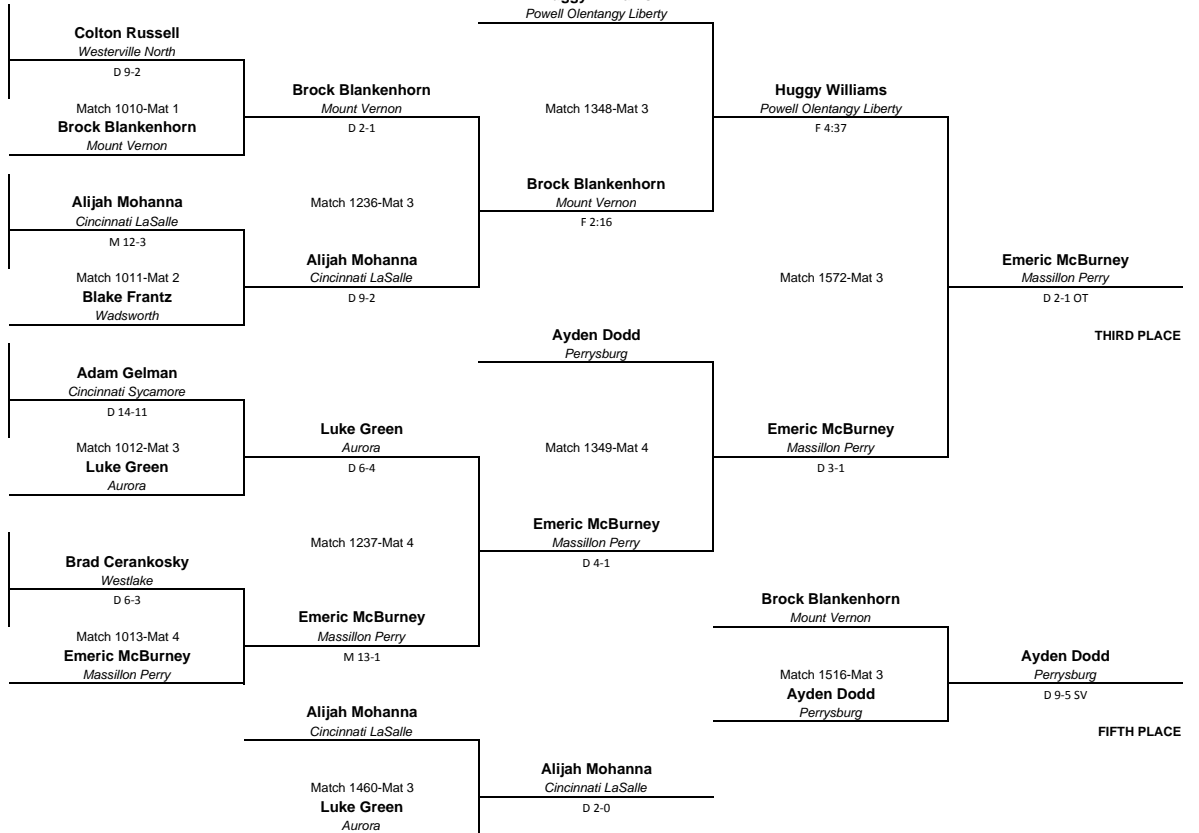 Powell Olentangy Liberty
Colton Russell
Westerville North
D 9-2
Match 1010-Mat 1
Brock Blankenhorn
Mount Vernon
Brock Blankenhorn
Mount Vernon
D 2-1
Match 1348-Mat 3
Huggy Williams
Powell Olentangy Liberty
F 4:37
Alijah Mohanna
Cincinnati LaSalle
M 12-3
Match 1011-Mat 2
Blake Frantz
Wadsworth
Match 1236-Mat 3
Alijah Mohanna
Cincinnati LaSalle
D 9-2
Brock Blankenhorn
Mount Vernon
F 2:16
Match 1572-Mat 3
Emeric McBurney
Massillon Perry
D 2-1 OT
THIRD PLACE
Adam Gelman
Cincinnati Sycamore
D 14-11
Match 1012-Mat 3
Luke Green
Aurora
Luke Green
Aurora
D 6-4
Ayden Dodd
Perrysburg
Match 1349-Mat 4
Emeric McBurney
Massillon Perry
D 3-1
Brad Cerankosky
Westlake
D 6-3
Match 1013-Mat 4
Emeric McBurney
Massillon Perry
Match 1237-Mat 4
Emeric McBurney
Massillon Perry
M 13-1
Emeric McBurney
Massillon Perry
D 4-1
Brock Blankenhorn
Mount Vernon
Match 1516-Mat 3
Ayden Dodd
Perrysburg
Ayden Dodd
Perrysburg
D 9-5 SV
FIFTH PLACE
Alijah Mohanna
Cincinnati LaSalle
Match 1460-Mat 3
Luke Green
Aurora
Alijah Mohanna
Cincinnati LaSalle
D 2-0